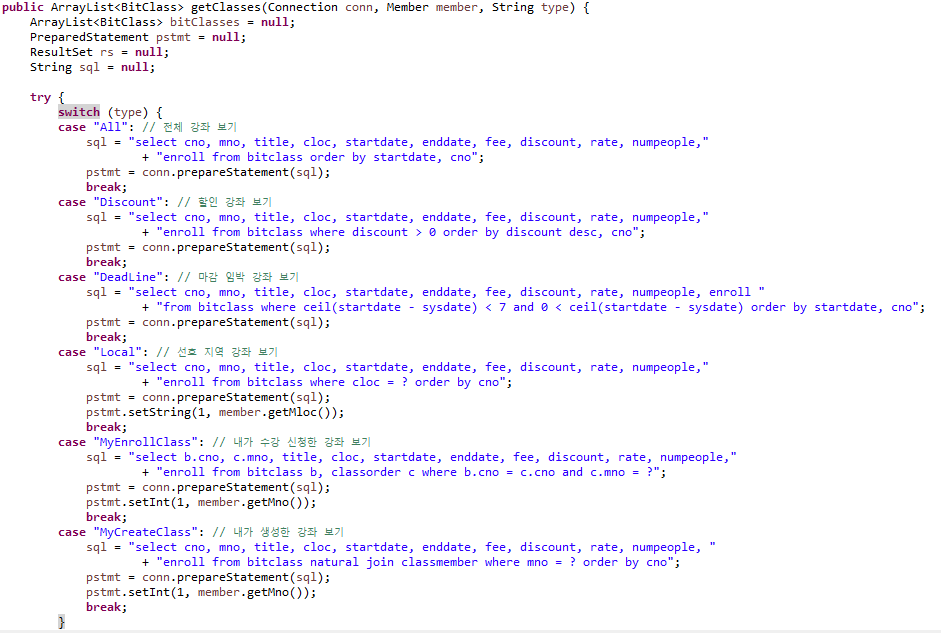 public ArrayList<BitClass> getClasses(Connection conn, Member member, String type) {
    ArrayList<BitClass> bitClasses = null;
    PreparedStatement pstmt = null;
    ResultSet rs = null;
    String sql = null;

    try {
        switch (type) {
        case "All": // 전체 강좌 보기
            sql = "select cno, mno, title, cloc, startdate, enddate, fee, discount, rate, numpeople,"
                    + "enroll from bitclass order by startdate, cno";
            pstmt = conn.prepareStatement(sql);
            break;
        case "Discount": // 할인 강좌 보기
            sql = "select cno, mno, title, cloc, startdate, enddate, fee, discount, rate, numpeople,"
                    + "enroll from bitclass where discount > 0 order by discount desc, cno";
            pstmt = conn.prepareStatement(sql);
            break;
        case "DeadLine": // 마감 임박 강좌 보기
            sql = "select cno, mno, title, cloc, startdate, enddate, fee, discount, rate, numpeople, enroll "
                    + "from bitclass where ceil(startdate - sysdate) < 7 and 0 < ceil(startdate - sysdate) order by startdate, cno";
            pstmt = conn.prepareStatement(sql);
            break;
        case "Local": // 선호 지역 강좌 보기
            sql = "select cno, mno, title, cloc, startdate, enddate, fee, discount, rate, numpeople,"
                    + "enroll from bitclass where cloc = ? order by cno";
            pstmt = conn.prepareStatement(sql);
            pstmt.setString(1, member.getMloc());
            break;
        case "MyEnrollClass": // 내가 수강 신청한 강좌 보기
            sql = "select b.cno, c.mno, title, cloc, startdate, enddate, fee, discount, rate, numpeople,"
                    + "enroll from bitclass b, classorder c where b.cno = c.cno and c.mno = ?";
            pstmt = conn.prepareStatement(sql);
            pstmt.setInt(1, member.getMno());
            break;
        case "MyCreateClass": // 내가 생성한 강좌 보기
            sql = "select cno, mno, title, cloc, startdate, enddate, fee, discount, rate, numpeople, "
                    + "enroll from bitclass natural join classmember where mno = ? order by cno";
            pstmt = conn.prepareStatement(sql);
            pstmt.setInt(1, member.getMno());
            break;
        }